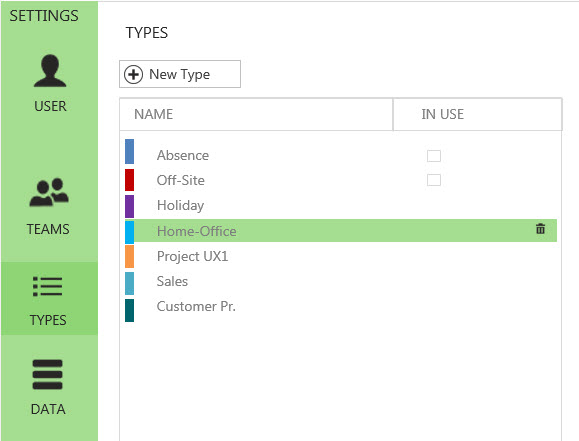 SETTINGS
USER
TEAMS
TYPES
DATA
TYPES
New Type
NAME IN USE
Absence
Off-Site
Holiday
Home-Office
Project UX1
Sales
Customer Pr.